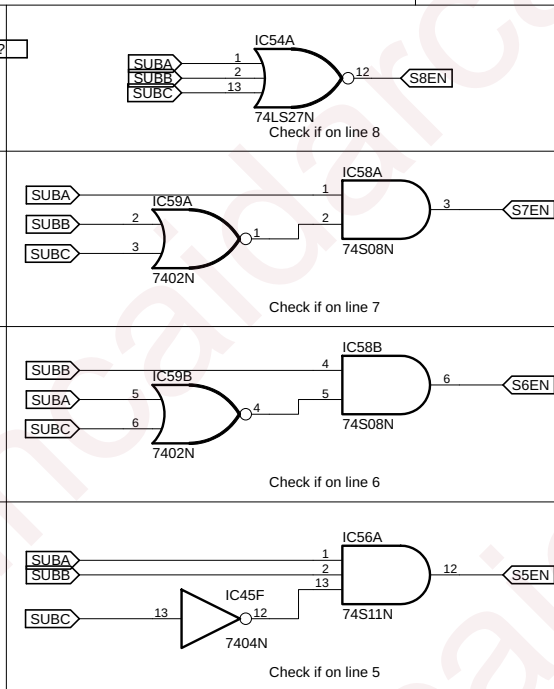 ?
IC54A
SUBA 1
SUBB 2 12 S8EN
SUBC 13
74LS27N
Check if on line 8
IC58A
SUBA 1
IC59A
3 S7EN
SUBB 2 1 2
SUBC 3
74S08N
7402N
Check if on line 7
IC58B
SUBB 4
IC59B
6 S6EN
SUBA 5 4 5
SUBC 6
74S08N
7402N
Check if on line 6
IC56A
SUBA 1
SUBB 2 12 S5EN
13
IC45F
SUBC 13 12
74S11N
7404N
Check if on line 5